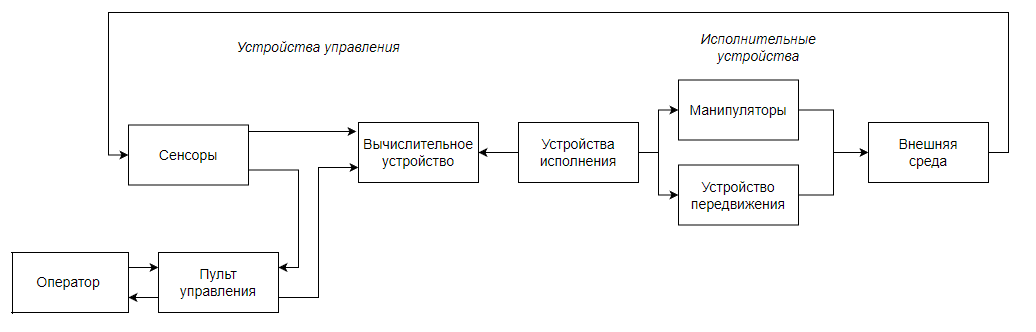 Устройства управления
Исполнительные
устройства
Сенсоры
Вычислительное
устройство
Устройства
исполнения
Манипуляторы
Устройство
передвижения
Внешняя
среда
Оператор
Пульт
управления